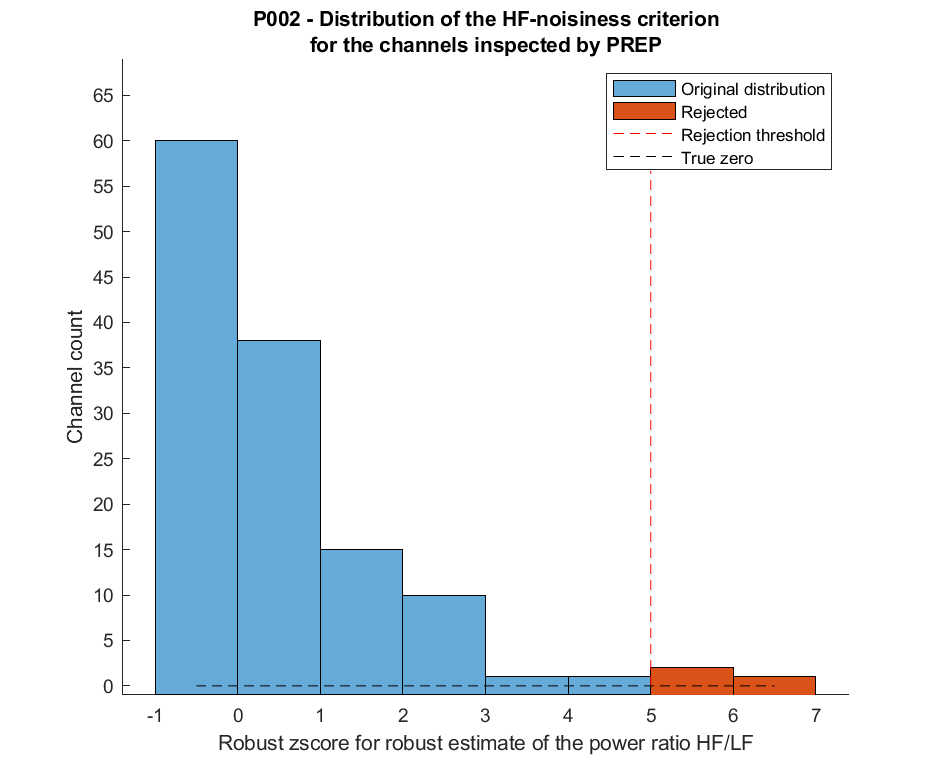 P002 - Distribution of the HF-noisiness criterion
for the channels inspected by PREP
Original distribution
Rejected
Rejection threshold
True zero
65
60
55
50
45
40
35
30
25
20
15
10
5
0
Channel count
-1 0 1 2 3 4 5 6 7
Robust zscore for robust estimate of the power ratio HF/LF